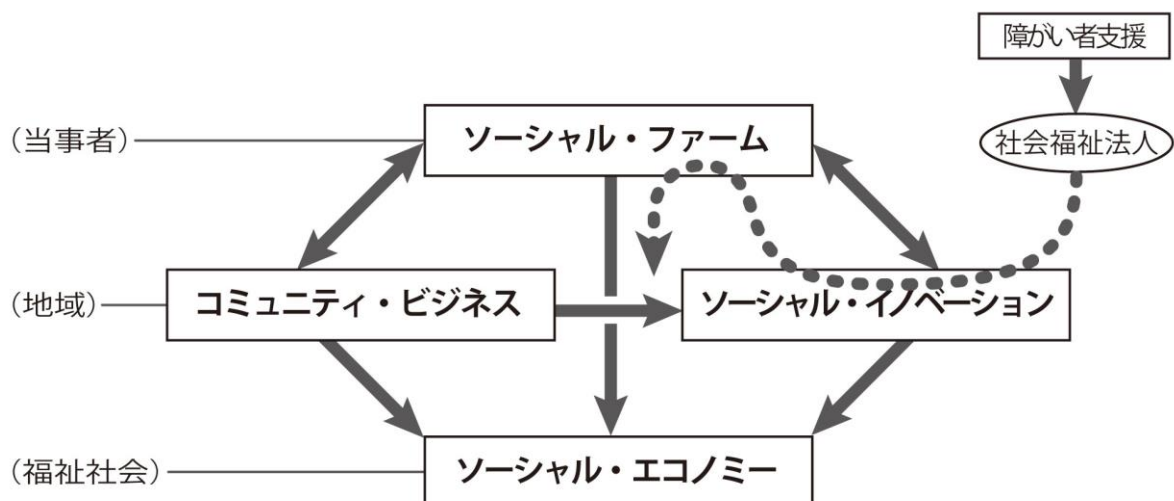 障がい者支援
社会福祉法人
(当事者)
ソーシャル・ファーム
(地域)
コミュニティ・ビジネス
ソーシャル・イノベーション
(福祉社会)
ソーシャル・エコノミー